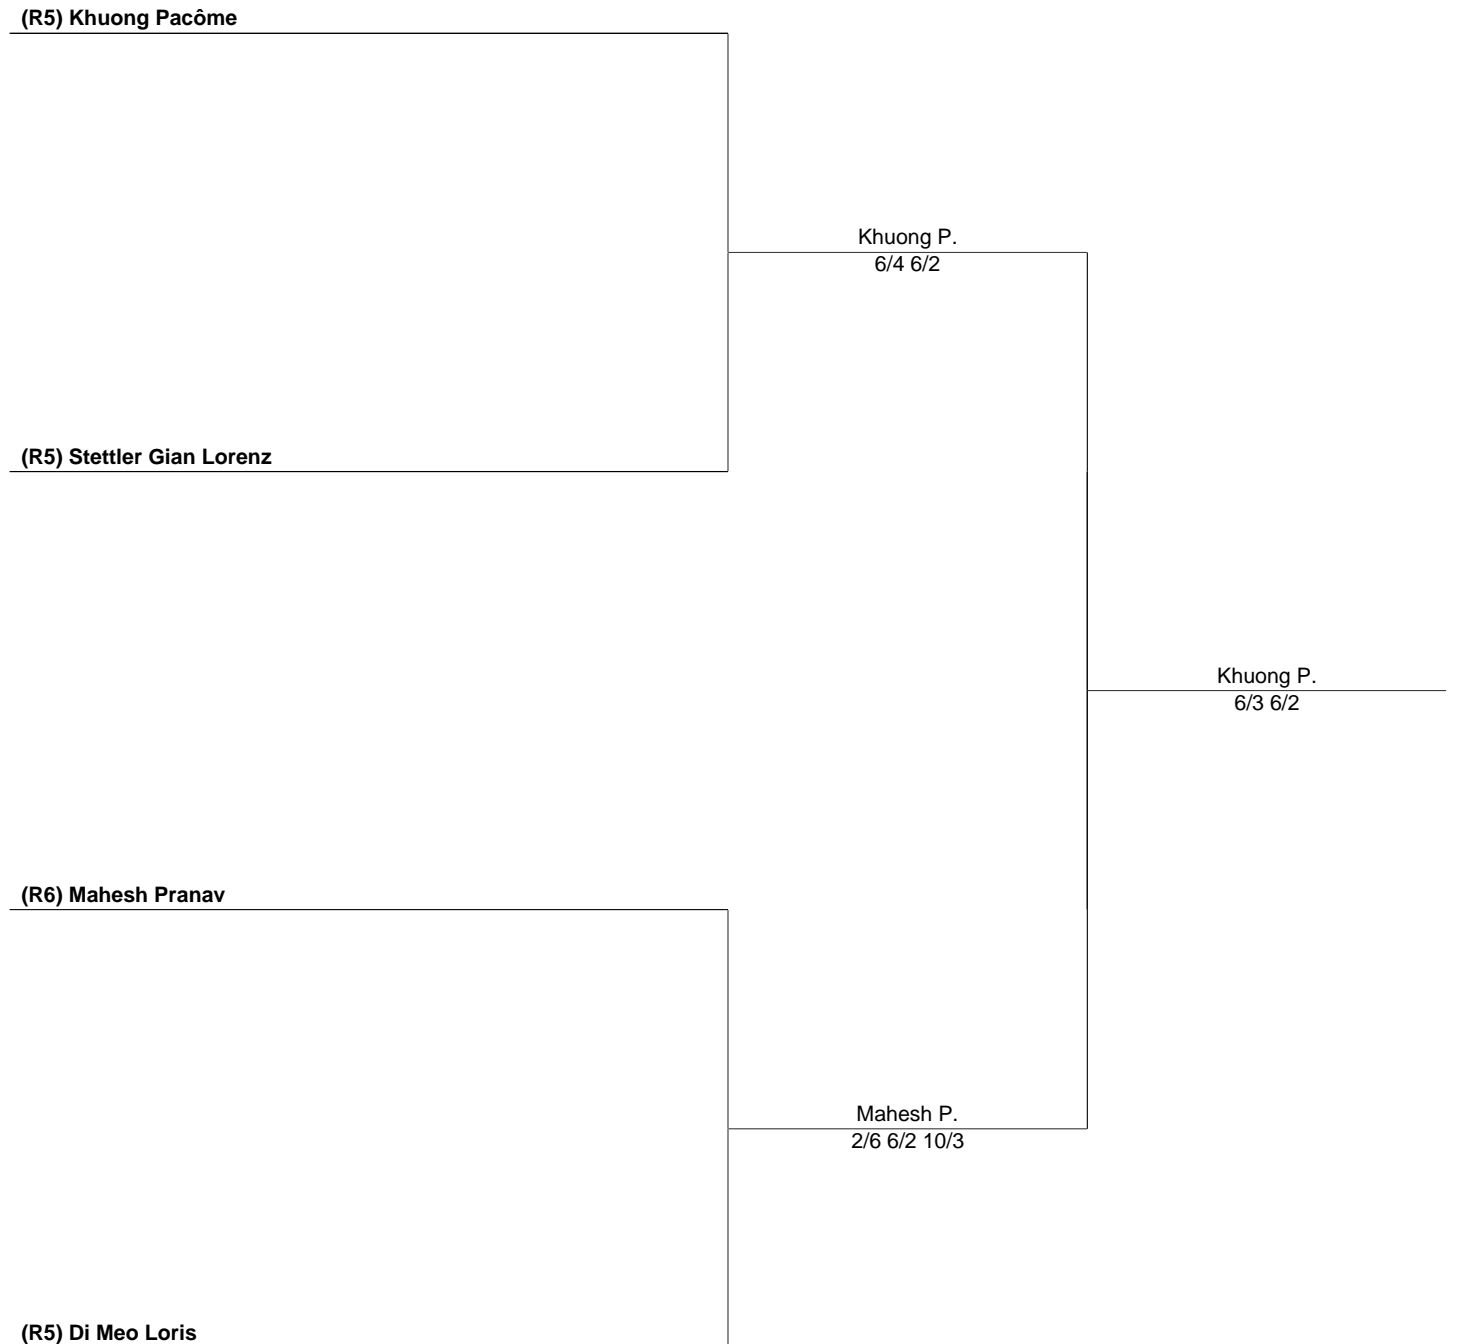 (R5) Khuong Pacôme
Khuong P.
6/4 6/2
(R5) Stettler Gian Lorenz
Khuong P.
6/3 6/2
(R6) Mahesh Pranav
Mahesh P.
2/6 6/2 10/3
(R5) Di Meo Loris